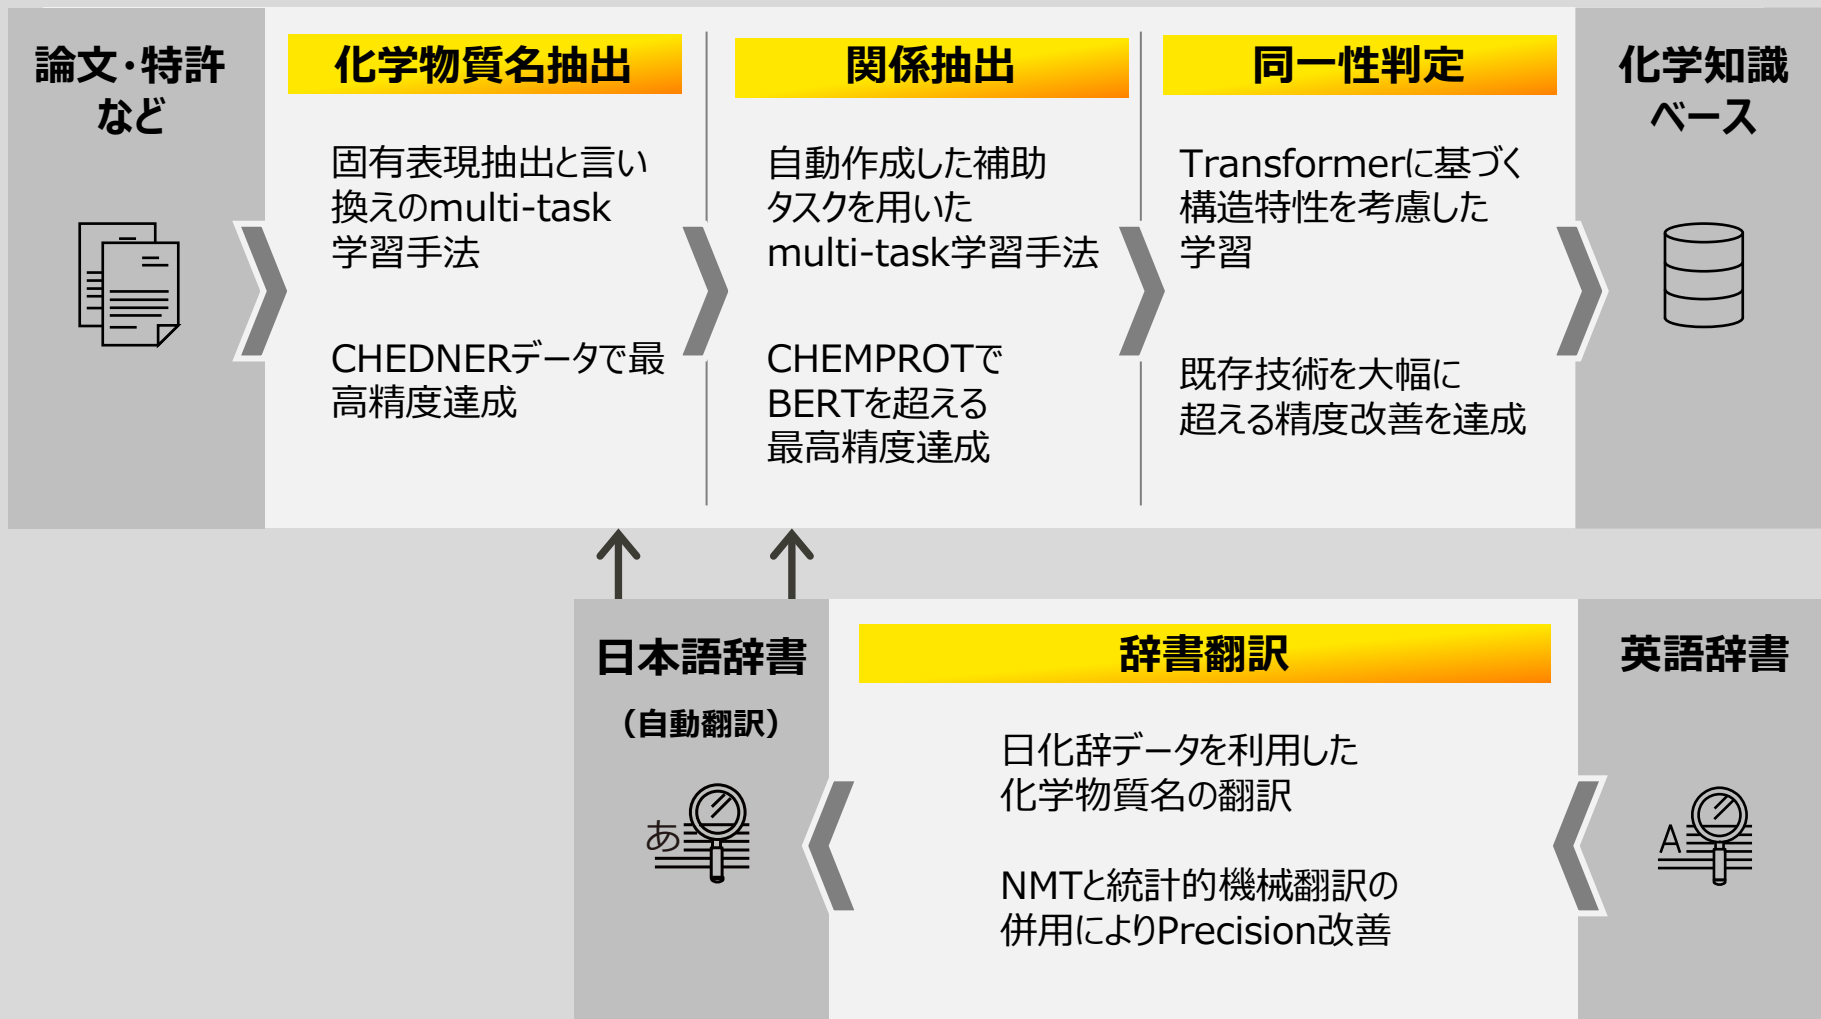 論文・特許
など
化学物質名抽出
固有表現抽出と言い
換えのmulti-task
学習手法
CHEDNERデータで最
高精度達成
関係抽出
自動作成した補助
タスクを用いた
multi-task学習手法
CHEMPROTで
BERTを超える
最高精度達成
同一性判定
Transformerに基づく
構造特性を考慮した
学習
既存技術を大幅に
超える精度改善を達成
化学知識
ベース
日本語辞書
（自動翻訳）
あ
辞書翻訳
日化辞データを利用した
化学物質名の翻訳
NMTと統計的機械翻訳の
併用によりPrecision改善
英語辞書
A